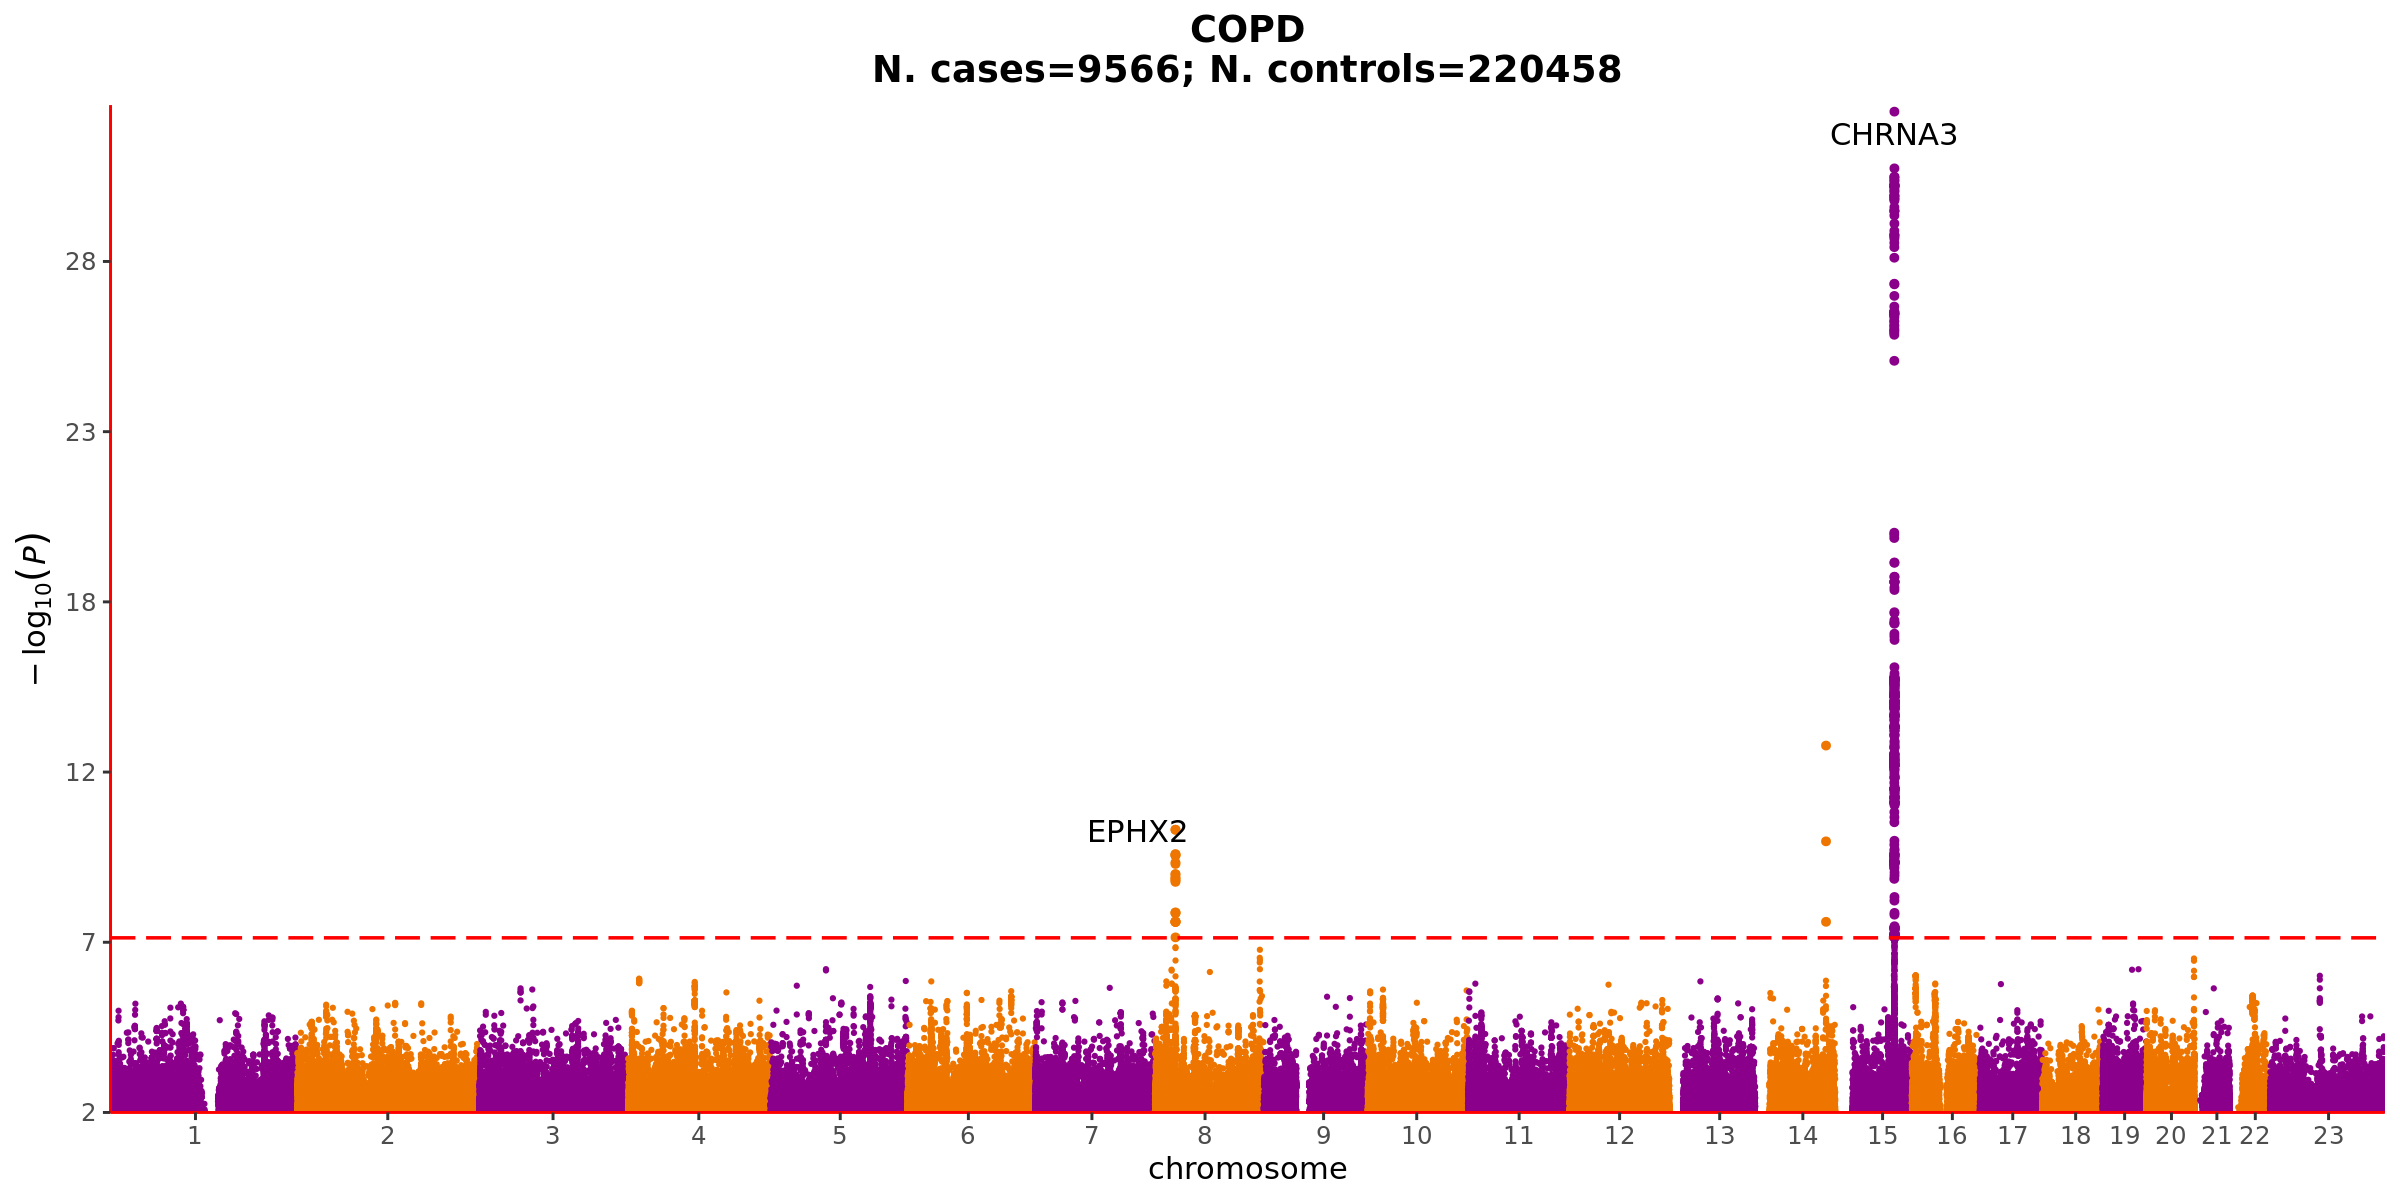 COPD
N. cases=9566; N. controls=220458
CHRNA3
28
23
−log10(P)
18
12
EPHX2
7
2
1 2 3 4 5 6 7 8 9 10 11 12 13 14 15 16 17 18 19 20 21 22 23
chromosome